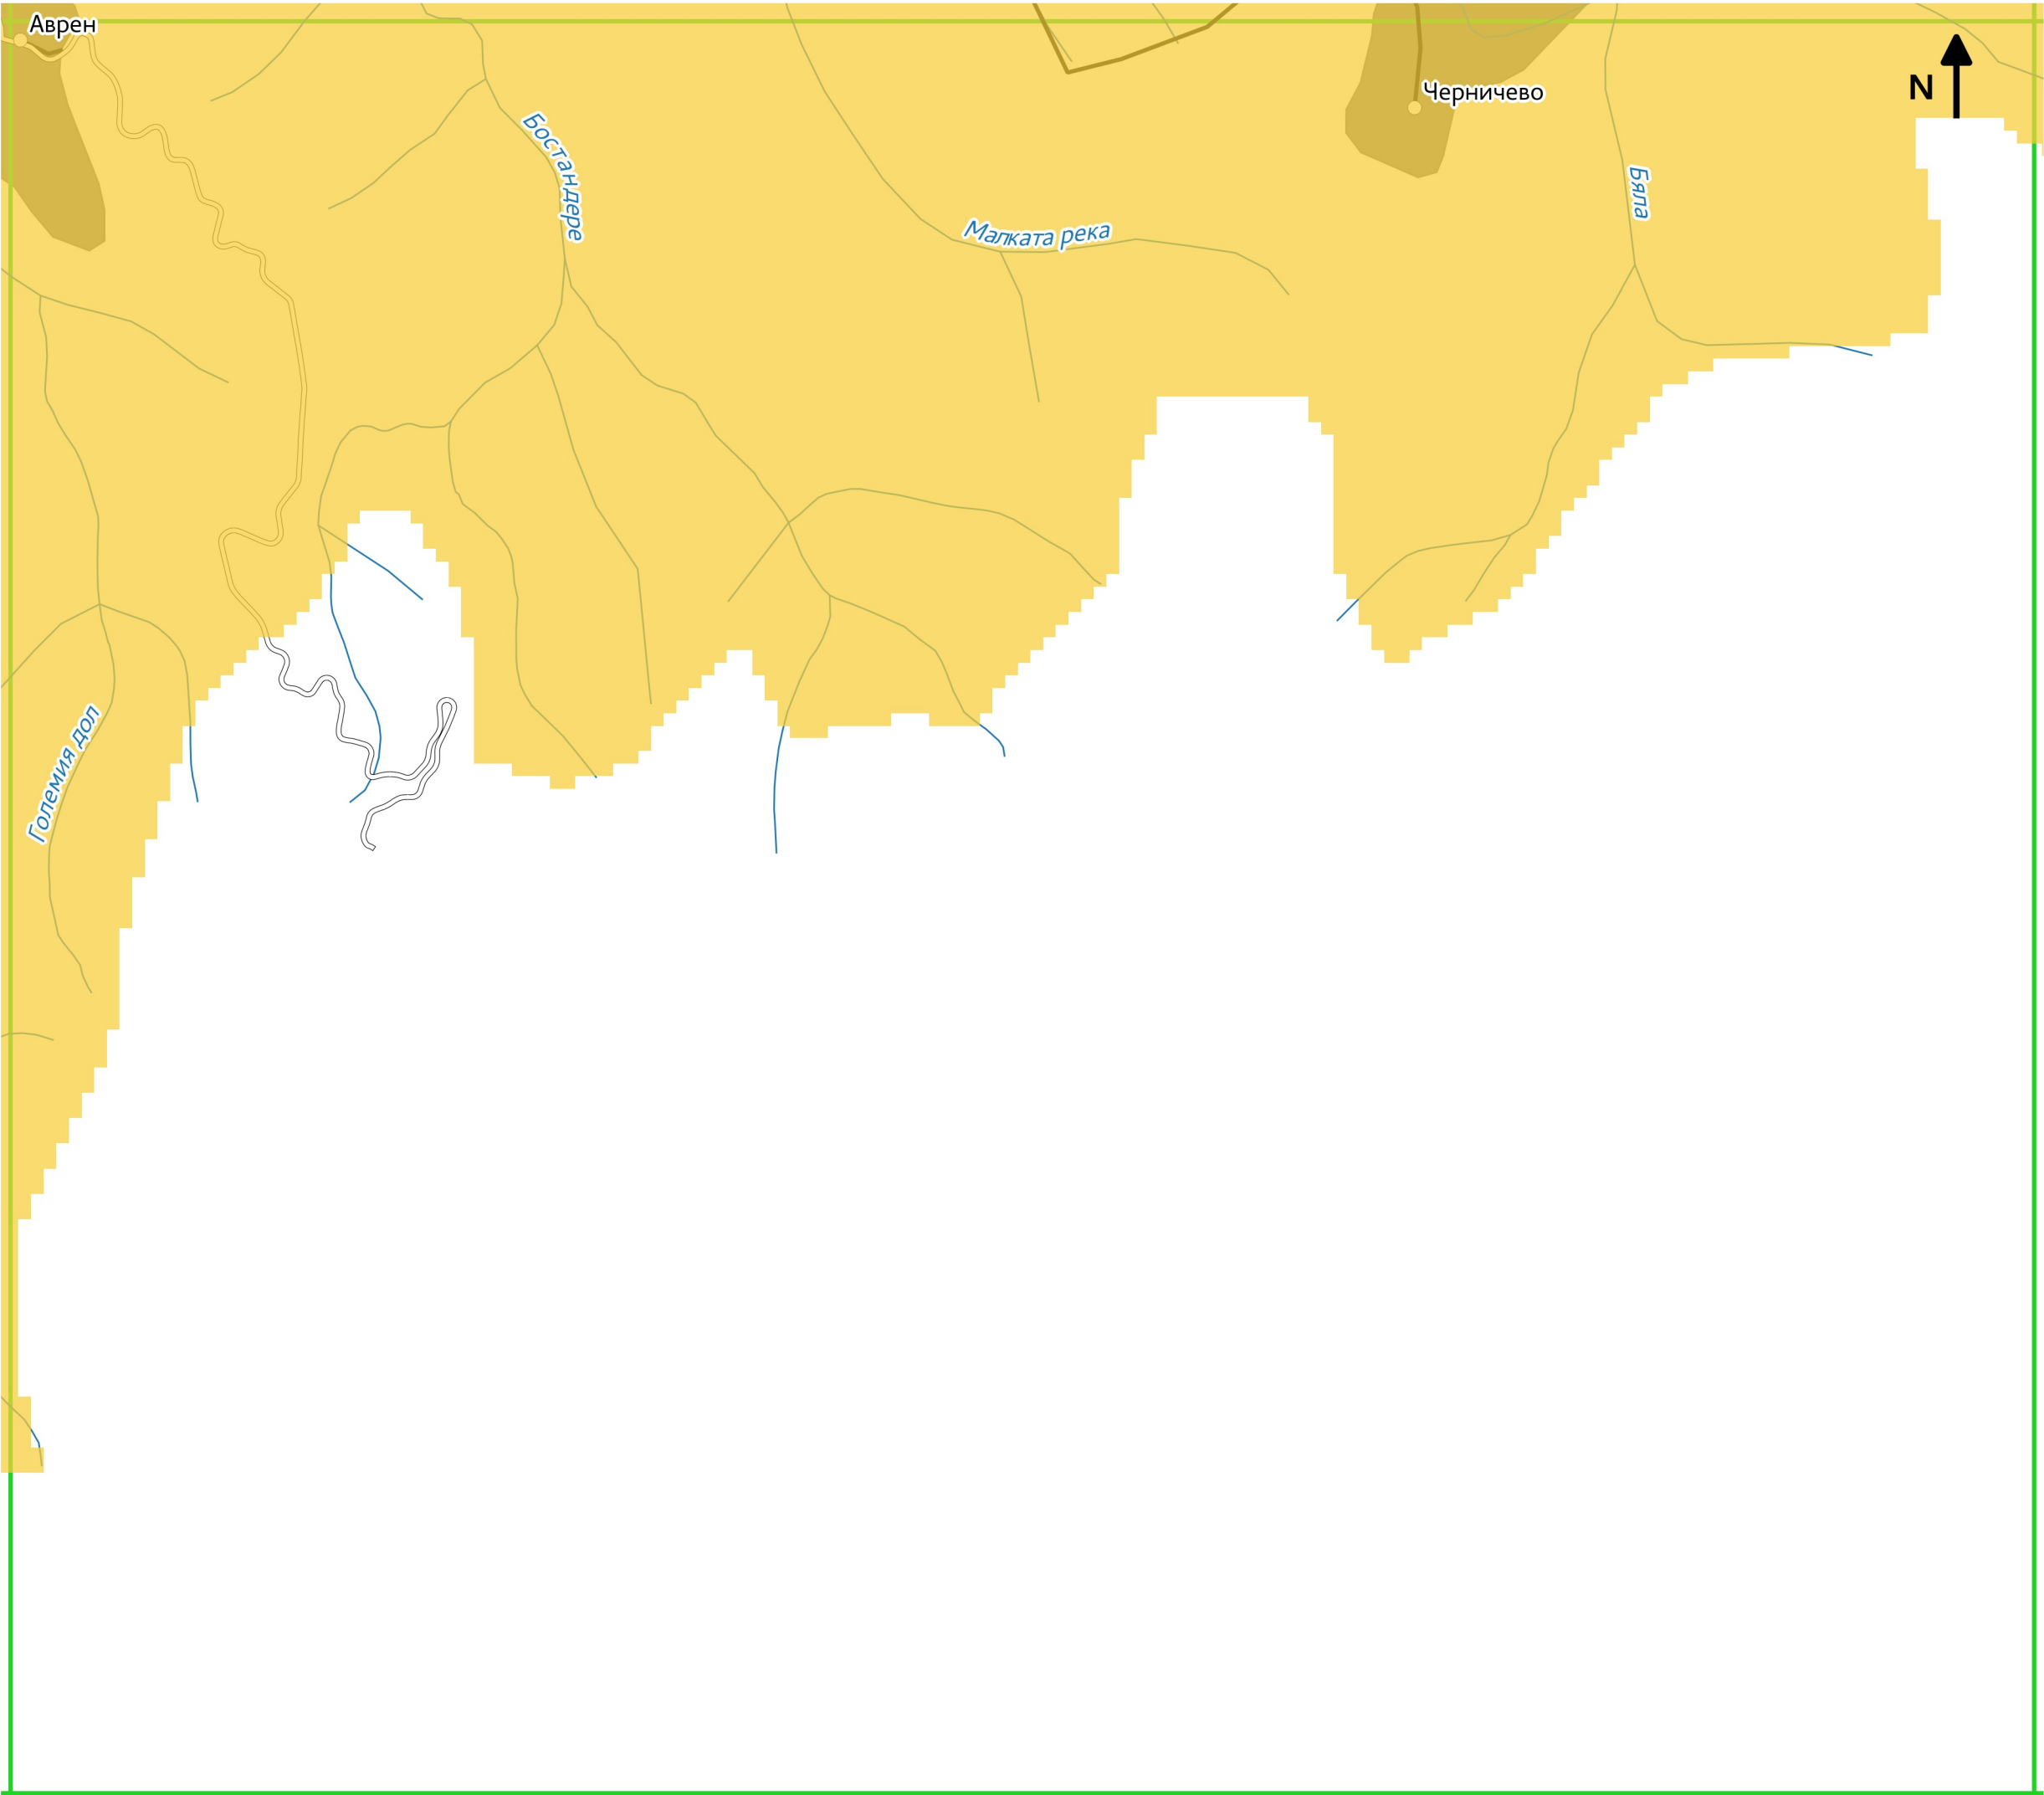 Аврен
N
Черничево
Бостандере
Бяла
Малката река
Големия дол